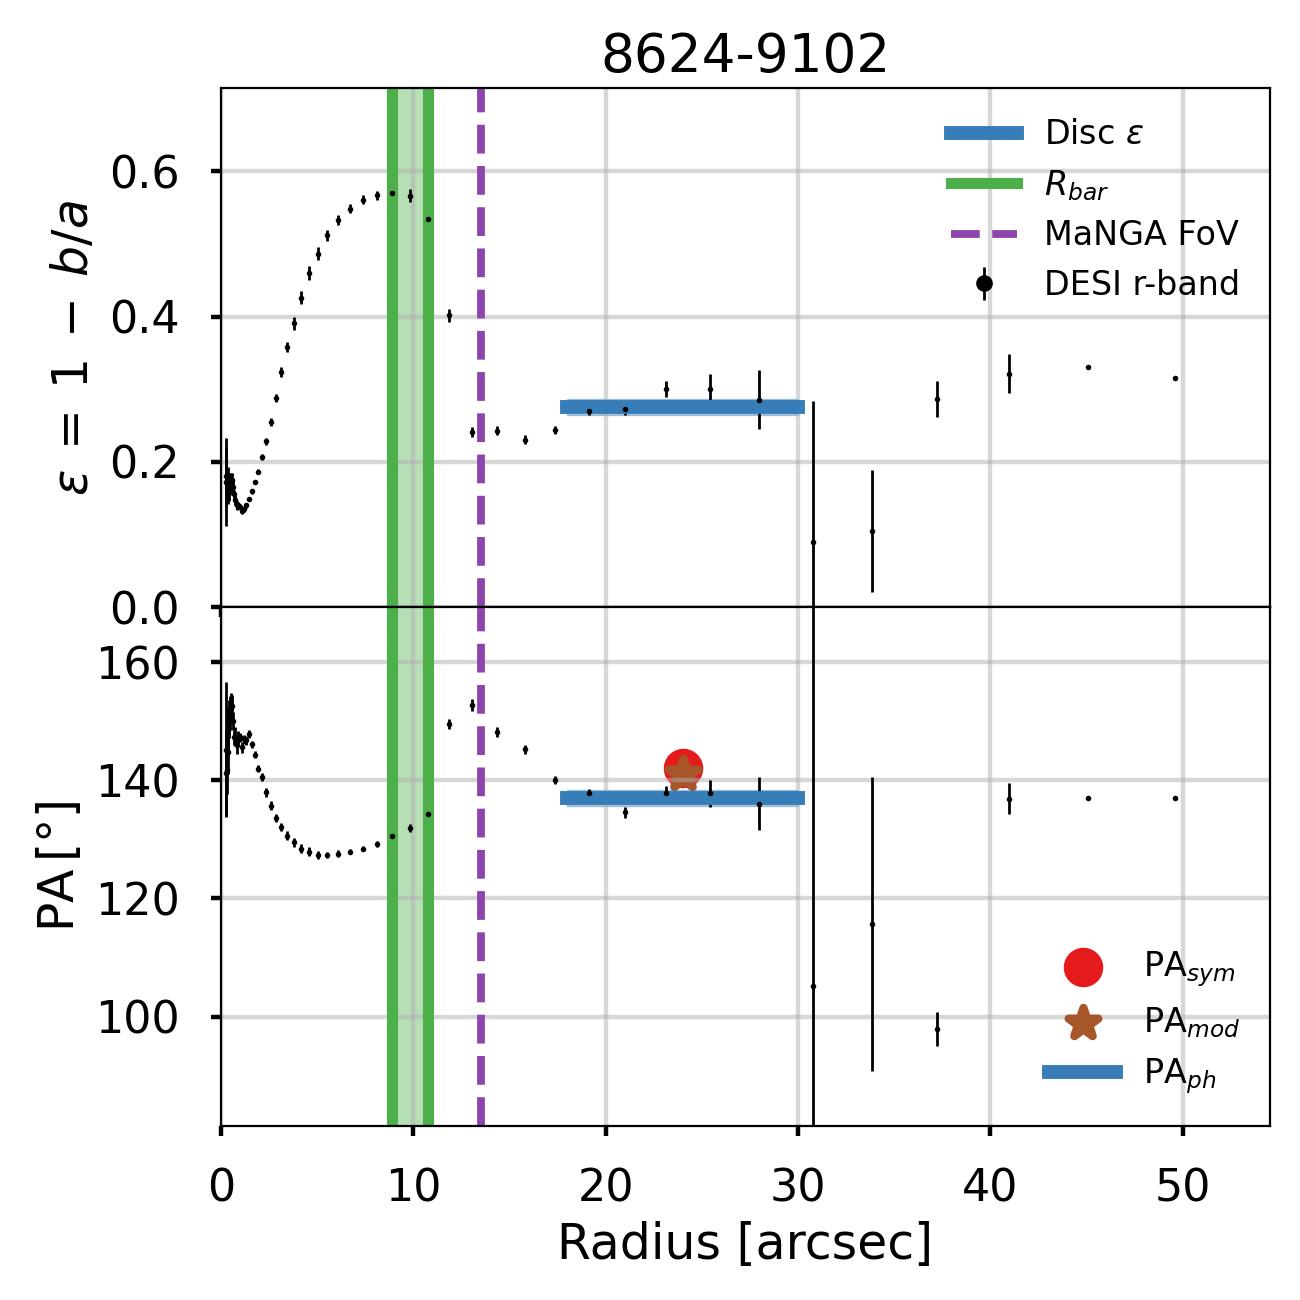 8624-9102
ε = 1 − b/a
0.6
0.4
0.2
0.0
Disc ε
R_bar
MaNGA FoV
DESI r-band
PA [°]
160
140
120
100
PA_sym
PA_mod
PA_ph
0 10 20 30 40 50
Radius [arcsec]